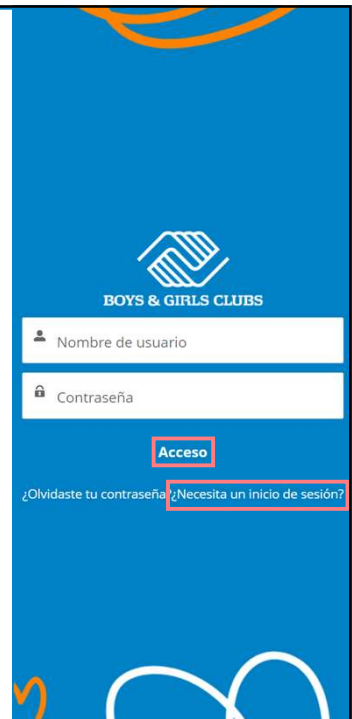 BOYS & GIRLS CLUBS
Nombre de usuario
Contraseña
Acceso
¿Olvidaste tu contraseña?¿Necesita un inicio de sesión?